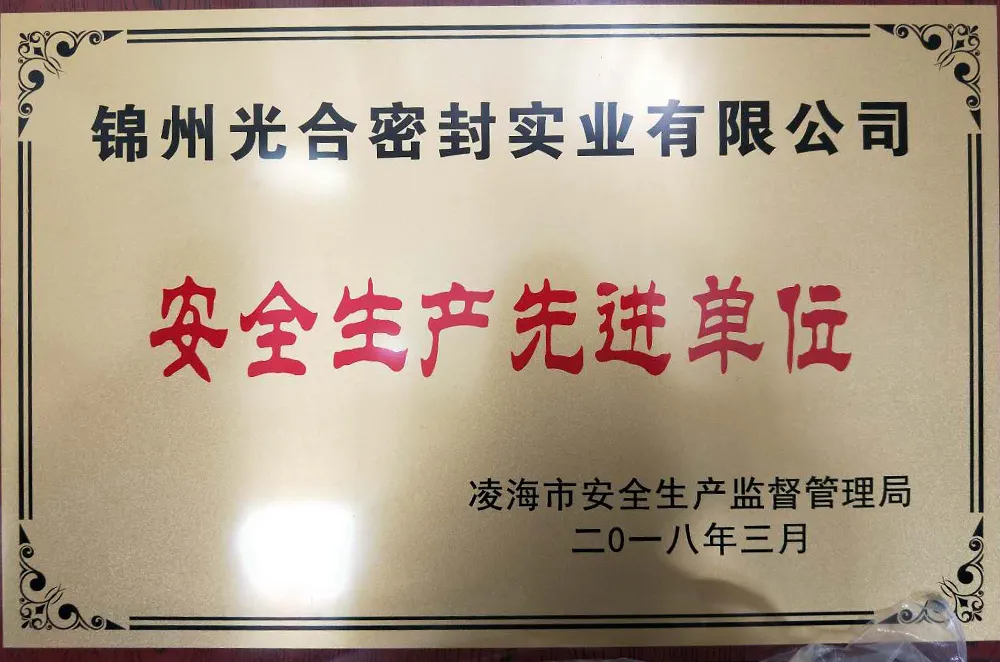 锦州光合密封实业有限公司
安全生产先进单位
凌海市安全生产监督管理局
二0一八年三月